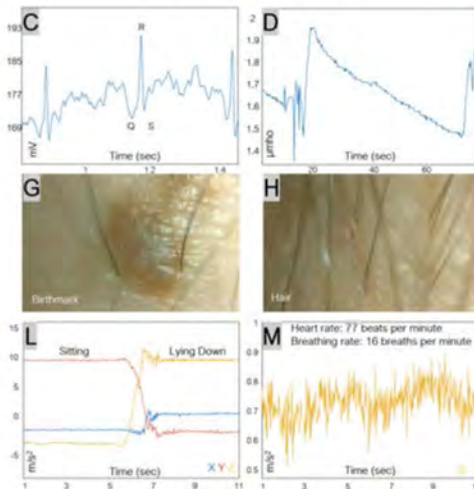 C
193
185
177
169
mV
R
Q
S
1
1.2
1.4
Time (sec)
D
2
1.9
1.8
1.7
1.6
1.5
1.4
µmho
20
40
60
Time (sec)
G
Birthmark
H
Hair
L
15
10
5
0
-5
m/s²
Sitting
Lying Down
X Y Z
1
3
5
7
9
11
Time (sec)
M
Heart rate: 77 beats per minute
Breathing rate: 16 breaths per minute
0.9
0.8
0.7
0.6
0.5
m/s²
1
3
5
7
9
Time (sec)